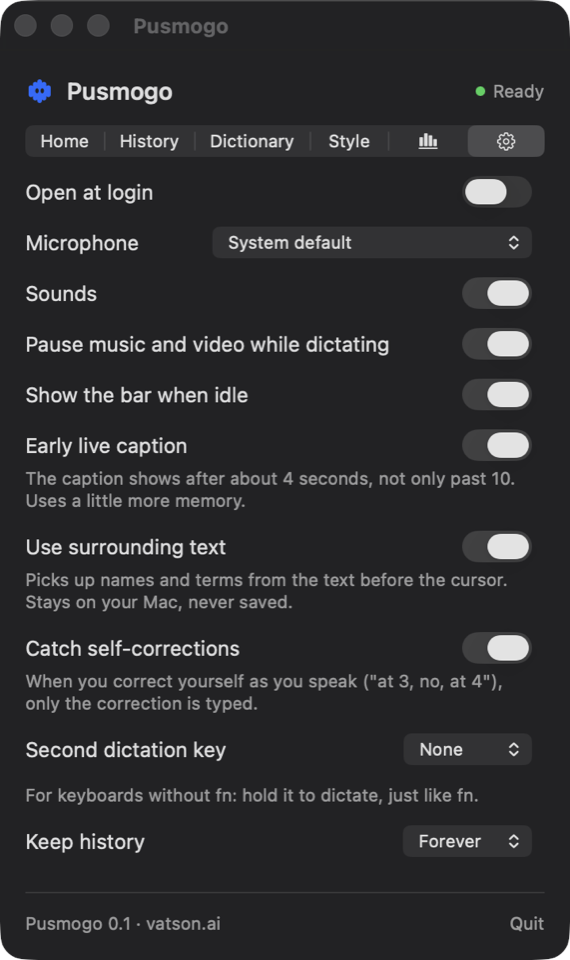 Pusmogo
Pusmogo
Ready
Home History Dictionary Style
Open at login
Microphone System default
Sounds
Pause music and video while dictating
Show the bar when idle
Early live caption
The caption shows after about 4 seconds, not only past 10.
Uses a little more memory.
Use surrounding text
Picks up names and terms from the text before the cursor.
Stays on your Mac, never saved.
Catch self-corrections
When you correct yourself as you speak ("at 3, no, at 4"),
only the correction is typed.
Second dictation key None
For keyboards without fn: hold it to dictate, just like fn.
Keep history Forever
Pusmogo 0.1 · vatson.ai Quit